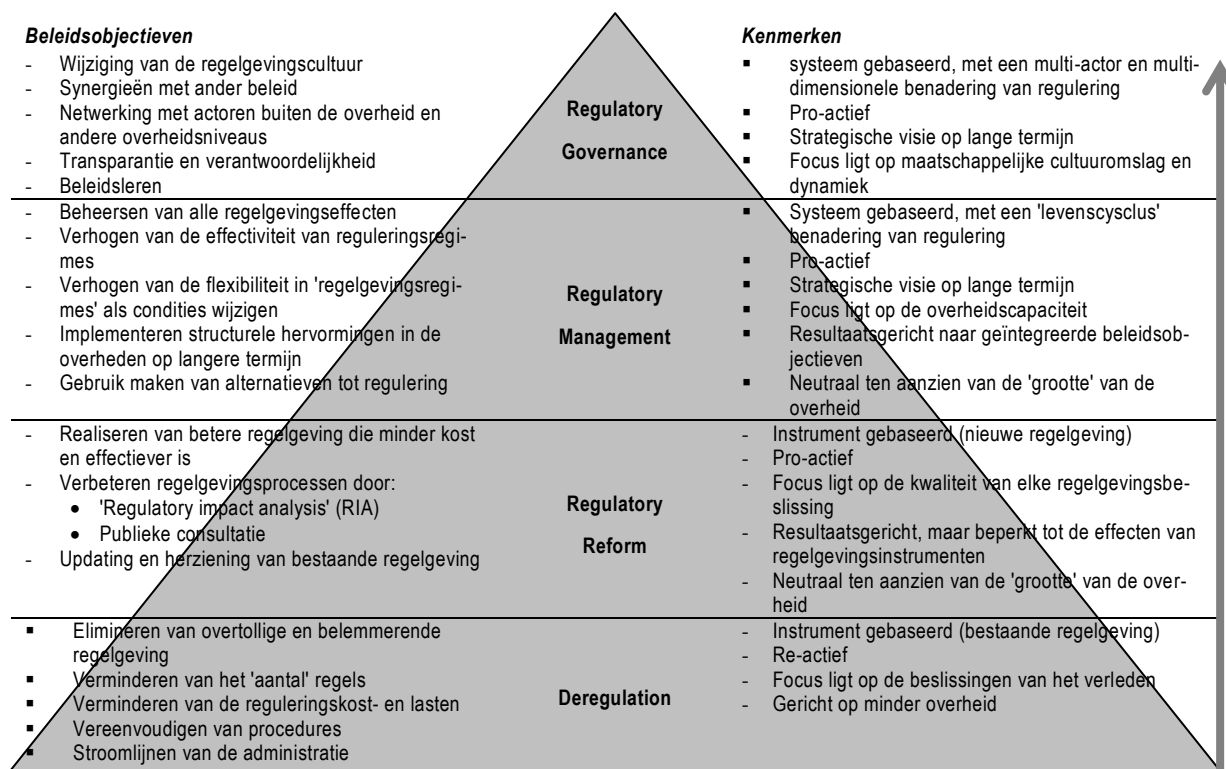 Beleidsobjectieven
- Wijziging van de regelgevingscultuur
- Synergieën met ander beleid
- Netwerking met actoren buiten de overheid en
andere overheidsniveaus
- Transparantie en verantwoordelijkheid
- Beleidsleren
Regulatory
Governance
Kenmerken
▪ systeem gebaseerd, met een multi-actor en multi-
dimensionele benadering van regulering
▪ Pro-actief
▪ Strategische visie op lange termijn
▪ Focus ligt op maatschappelijke cultuuromslag en
dynamiek
- Beheersen van alle regelgevingseffecten
- Verhogen van de effectiviteit van reguleringsregi-
mes
- Verhogen van de flexibiliteit in 'regelgevingsregi-
mes' als condities wijzigen
- Implementeren structurele hervormingen in de
overheden op langere termijn
- Gebruik maken van alternatieven tot regulering
Regulatory
Management
▪ Systeem gebaseerd, met een 'levenscysclus'
benadering van regulering
▪ Pro-actief
▪ Strategische visie op lange termijn
▪ Focus ligt op de overheidscapaciteit
▪ Resultaatsgericht naar geïntegreerde beleidsob-
jectieven
▪ Neutraal ten aanzien van de 'grootte' van de
overheid
- Realiseren van betere regelgeving die minder kost
en effectiever is
- Verbeteren regelgevingsprocessen door:
• 'Regulatory impact analysis' (RIA)
• Publieke consultatie
- Updating en herziening van bestaande regelgeving
Regulatory
Reform
- Instrument gebaseerd (nieuwe regelgeving)
- Pro-actief
- Focus ligt op de kwaliteit van elke regelgevingsbe-
slissing
- Resultaatsgericht, maar beperkt tot de effecten van
regelgevingsinstrumenten
- Neutraal ten aanzien van de 'grootte' van de over-
heid
▪ Elimineren van overtollige en belemmerende
regelgeving
▪ Verminderen van het 'aantal' regels
▪ Verminderen van de reguleringskost- en lasten
▪ Vereenvoudigen van procedures
▪ Stroomlijnen van de administratie
Deregulation
- Instrument gebaseerd (bestaande regelgeving)
- Re-actief
- Focus ligt op de beslissingen van het verleden
- Gericht op minder overheid